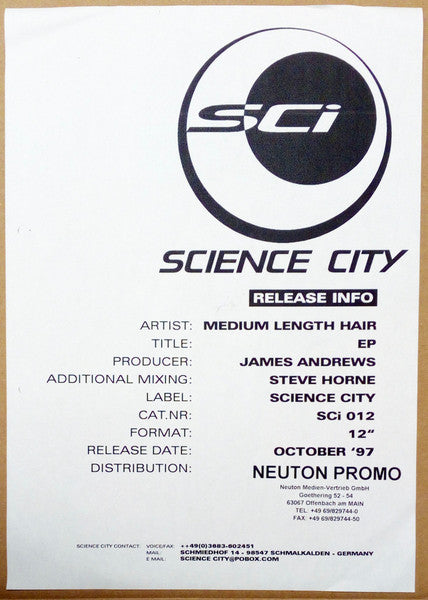 SCi
SCIENCE CITY
RELEASE INFO
ARTIST: MEDIUM LENGTH HAIR
TITLE: EP
PRODUCER: JAMES ANDREWS
ADDITIONAL MIXING: STEVE HORNE
LABEL: SCIENCE CITY
CAT.NR: SCi 012
FORMAT: 12"
RELEASE DATE: OCTOBER '97
DISTRIBUTION: NEUTON PROMO
Neuton Medien-Vertrieb GmbH
Goethering 52 - 54
63067 Offenbach am MAIN
TEL: +49 69/829744-0
FAX: +49 69/829744-50
SCIENCE CITY CONTACT: VOICE/FAX: ++49(0)3883-602451
MAIL: SCHMIEDHOF 14 - 98547 SCHMALKALDEN - GERMANY
E MAIL: SCIENCE CITY@POBOX.COM